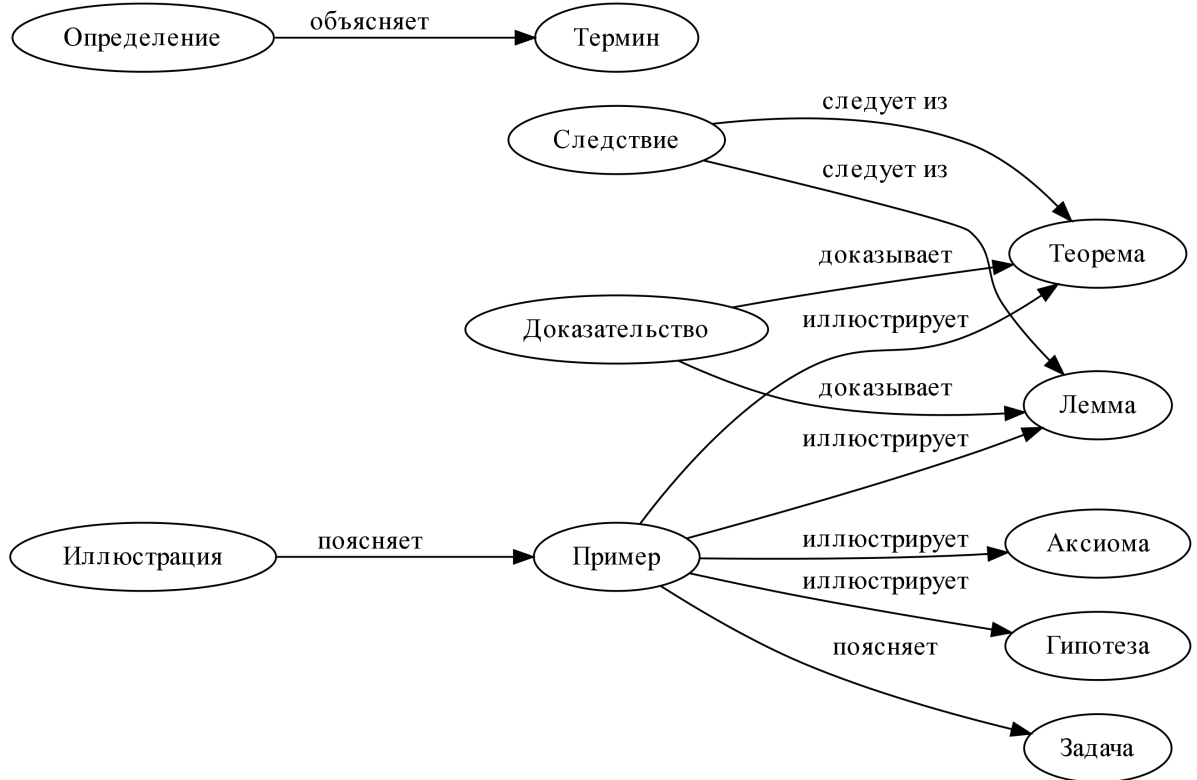 Определение
объясняет
Термин
Следствие
следует из
следует из
Теорема
Доказательство
доказывает
иллюстрирует
доказывает
Лемма
иллюстрирует
Иллюстрация
поясняет
Пример
иллюстрирует
Аксиома
иллюстрирует
Гипотеза
поясняет
Задача